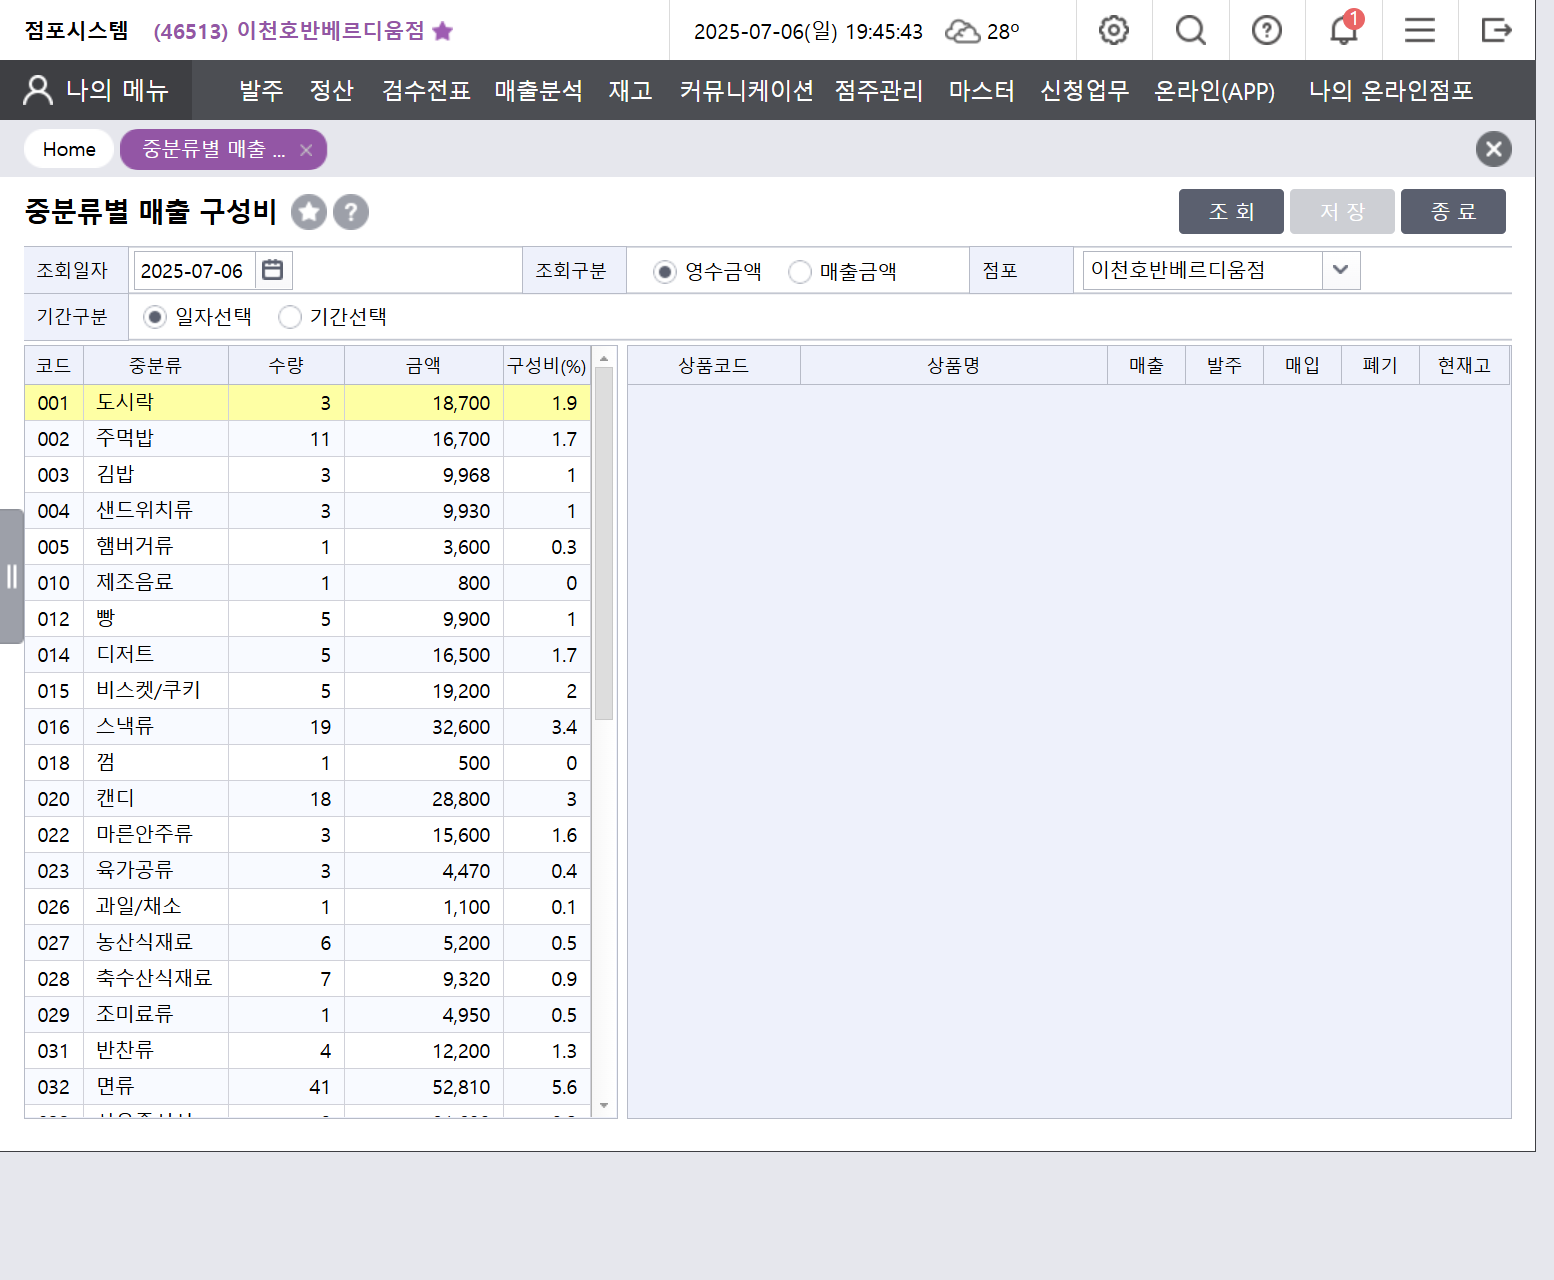 점포시스템 (46513) 이천호반베르디움점 2025-07-06(일) 19:45:43 28º 1
나의 메뉴 발주 정산 검수전표 매출분석 재고 커뮤니케이션 점주관리 마스터 신청업무 온라인(APP) 나의 온라인점포
Home 중분류별 매출 ...
중분류별 매출 구성비 조 회 저 장 종 료
조회일자 2025-07-06 조회구분 영수금액 매출금액 점포 이천호반베르디움점
기간구분 일자선택 기간선택
코드 중분류 수량 금액 구성비(%) 상품코드 상품명 매출 발주 매입 폐기 현재고
001 도시락 3 18,700 1.9
002 주먹밥 11 16,700 1.7
003 김밥 3 9,968 1
004 샌드위치류 3 9,930 1
005 햄버거류 1 3,600 0.3
010 제조음료 1 800 0
012 빵 5 9,900 1
014 디저트 5 16,500 1.7
015 비스켓/쿠키 5 19,200 2
016 스낵류 19 32,600 3.4
018 껌 1 500 0
020 캔디 18 28,800 3
022 마른안주류 3 15,600 1.6
023 육가공류 3 4,470 0.4
026 과일/채소 1 1,100 0.1
027 농산식재료 6 5,200 0.5
028 축수산식재료 7 9,320 0.9
029 조미료류 1 4,950 0.5
031 반찬류 4 12,200 1.3
032 면류 41 52,810 5.6